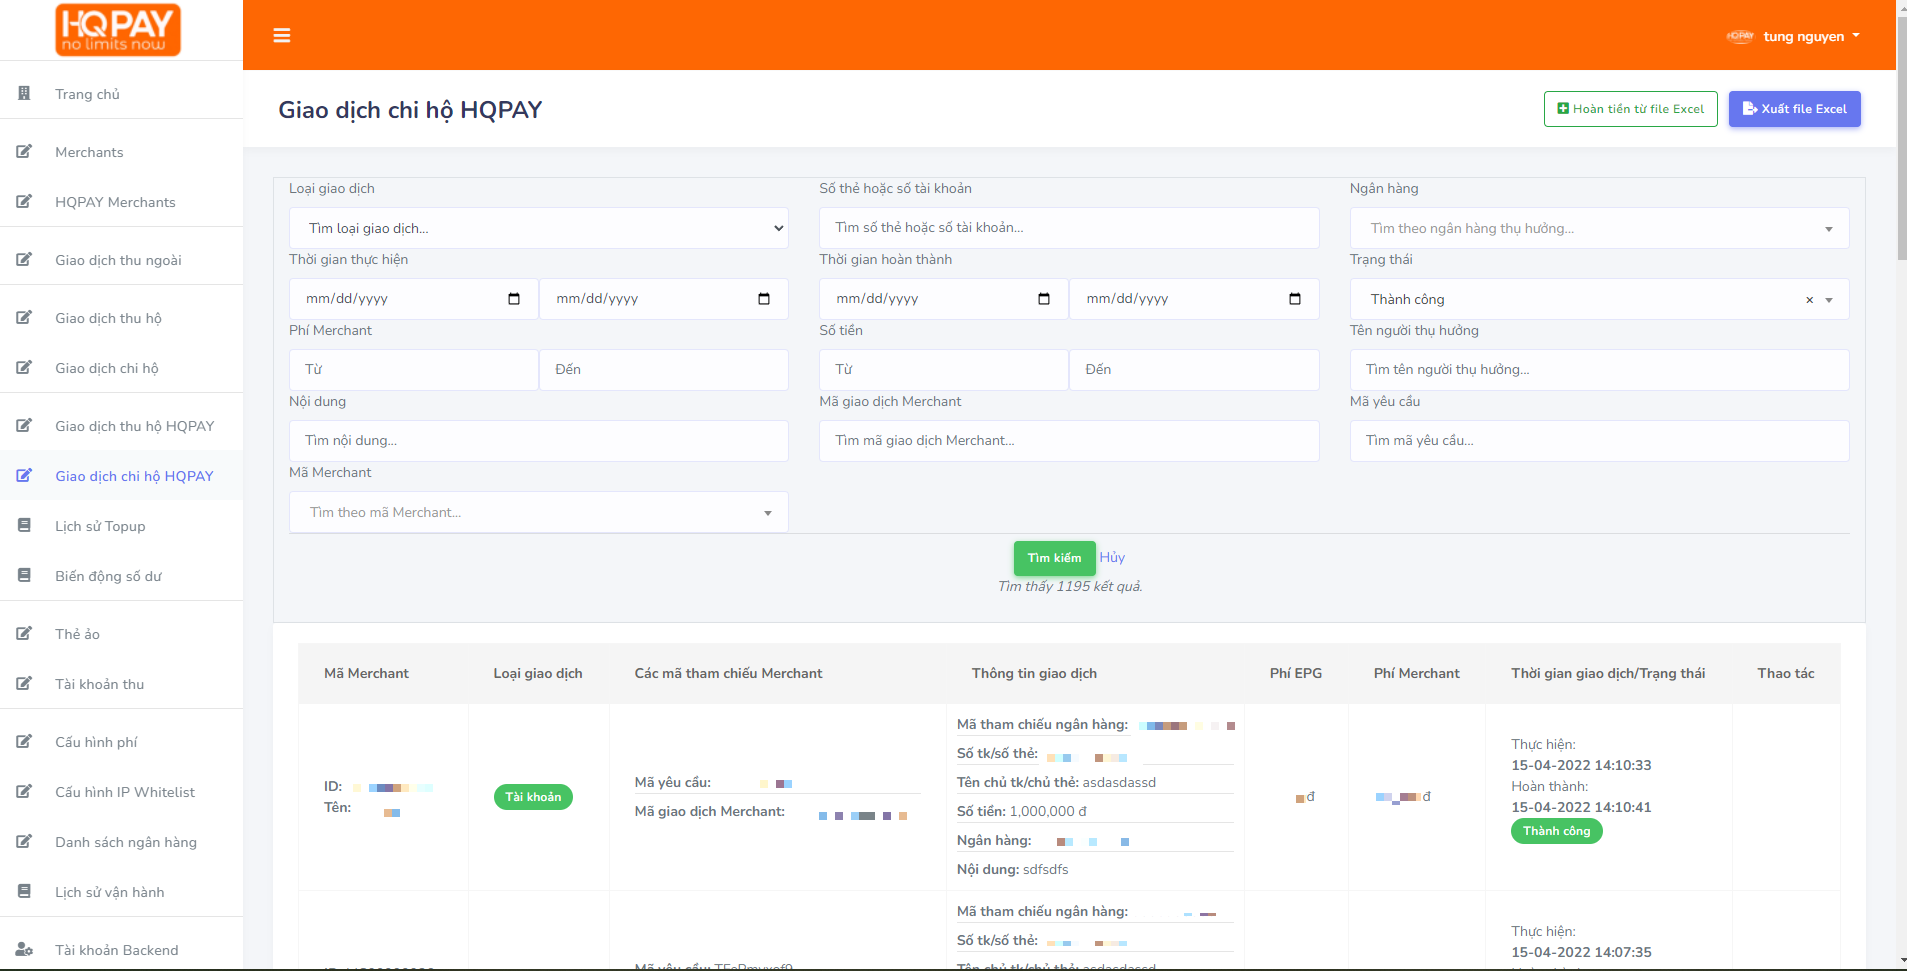 HQPAY
no limits now
HQPAY
tung nguyen
Trang chủ
Merchants
HQPAY Merchants
Giao dịch thu ngoài
Giao dịch thu hộ
Giao dịch chi hộ
Giao dịch thu hộ HQPAY
Giao dịch chi hộ HQPAY
Lịch sử Topup
Biến động số dư
Thẻ ảo
Tài khoản thu
Cấu hình phí
Cấu hình IP Whitelist
Danh sách ngân hàng
Lịch sử vận hành
Tài khoản Backend
Giao dịch chi hộ HQPAY
Hoàn tiền từ file Excel
Xuất file Excel
Loại giao dịch
Số thẻ hoặc số tài khoản
Ngân hàng
Tìm loại giao dịch...
Tìm số thẻ hoặc số tài khoản...
Tìm theo ngân hàng thụ hưởng...
Thời gian thực hiện
Thời gian hoàn thành
Trạng thái
mm/dd/yyyy
mm/dd/yyyy
mm/dd/yyyy
mm/dd/yyyy
Thành công ×
Phí Merchant
Số tiền
Tên người thụ hưởng
Từ
Đến
Từ
Đến
Tìm tên người thụ hưởng...
Nội dung
Mã giao dịch Merchant
Mã yêu cầu
Tìm nội dung...
Tìm mã giao dịch Merchant...
Tìm mã yêu cầu...
Mã Merchant
Tìm theo mã Merchant...
Tìm kiếm Hủy
Tìm thấy 1195 kết quả.
Mã Merchant
Loại giao dịch
Các mã tham chiếu Merchant
Thông tin giao dịch
Phí EPG
Phí Merchant
Thời gian giao dịch/Trạng thái
Thao tác
ID:
Tên:
Tài khoản
Mã yêu cầu:
Mã giao dịch Merchant:
Mã tham chiếu ngân hàng:
Số tk/số thẻ:
Tên chủ tk/chủ thẻ: asdasdassd
Số tiền: 1,000,000 đ
Ngân hàng:
Nội dung: sdfsdfs
đ
đ
Thực hiện:
15-04-2022 14:10:33
Hoàn thành:
15-04-2022 14:10:41
Thành công
Mã yêu cầu:
Mã tham chiếu ngân hàng:
Số tk/số thẻ:
Tên chủ tk/chủ thẻ: asdasdassd
Thực hiện:
15-04-2022 14:07:35